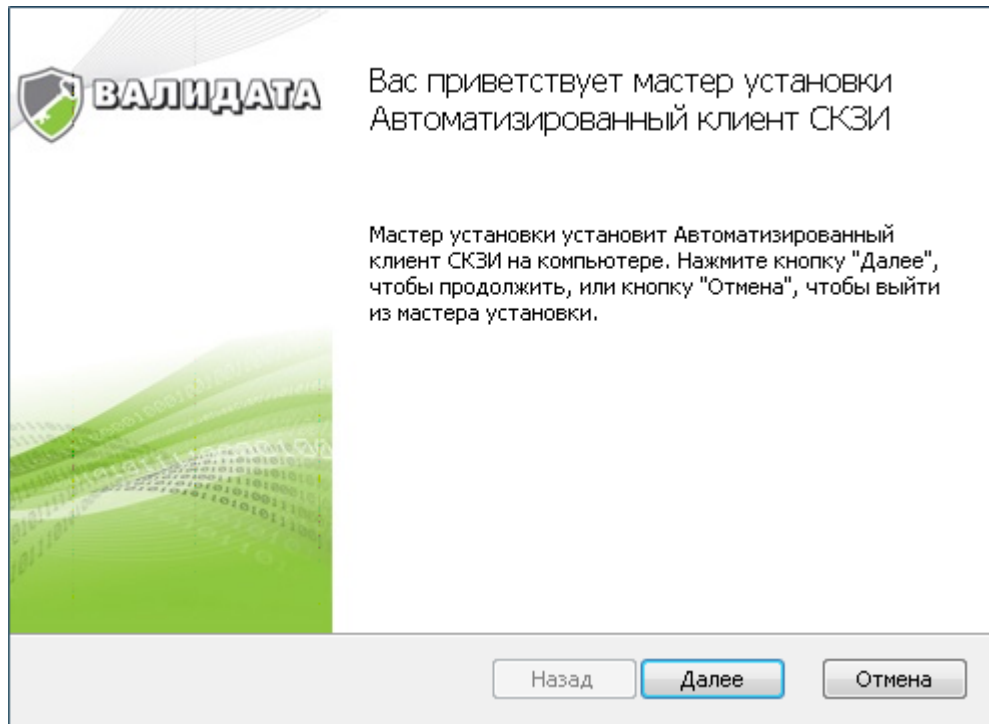 ВАЛИДАТА
Вас приветствует мастер установки
Автоматизированный клиент СКЗИ
Мастер установки установит Автоматизированный
клиент СКЗИ на компьютере. Нажмите кнопку "Далее",
чтобы продолжить, или кнопку "Отмена", чтобы выйти
из мастера установки.
Назад Далее Отмена